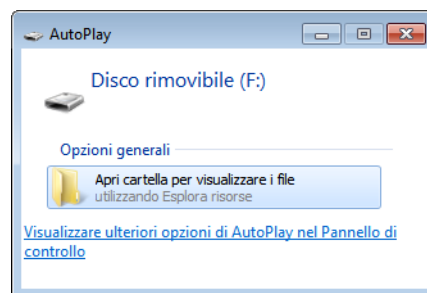 AutoPlay
Disco rimovibile (F:)
Opzioni generali
Apri cartella per visualizzare i file
utilizzando Esplora risorse
Visualizzare ulteriori opzioni di AutoPlay nel Pannello di
controllo